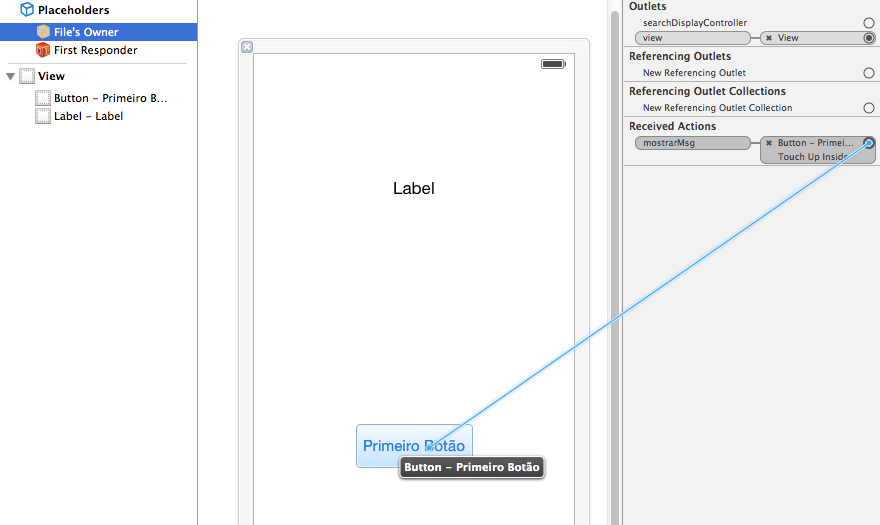 Placeholders
File's Owner
First Responder
View
Button – Primeiro B...
Label – Label
Label
Primeiro Botão
Button – Primeiro Botão
Outlets
searchDisplayController
view
View
Referencing Outlets
New Referencing Outlet
Referencing Outlet Collections
New Referencing Outlet Collection
Received Actions
mostrarMsg
Button – Primei...
Touch Up Inside